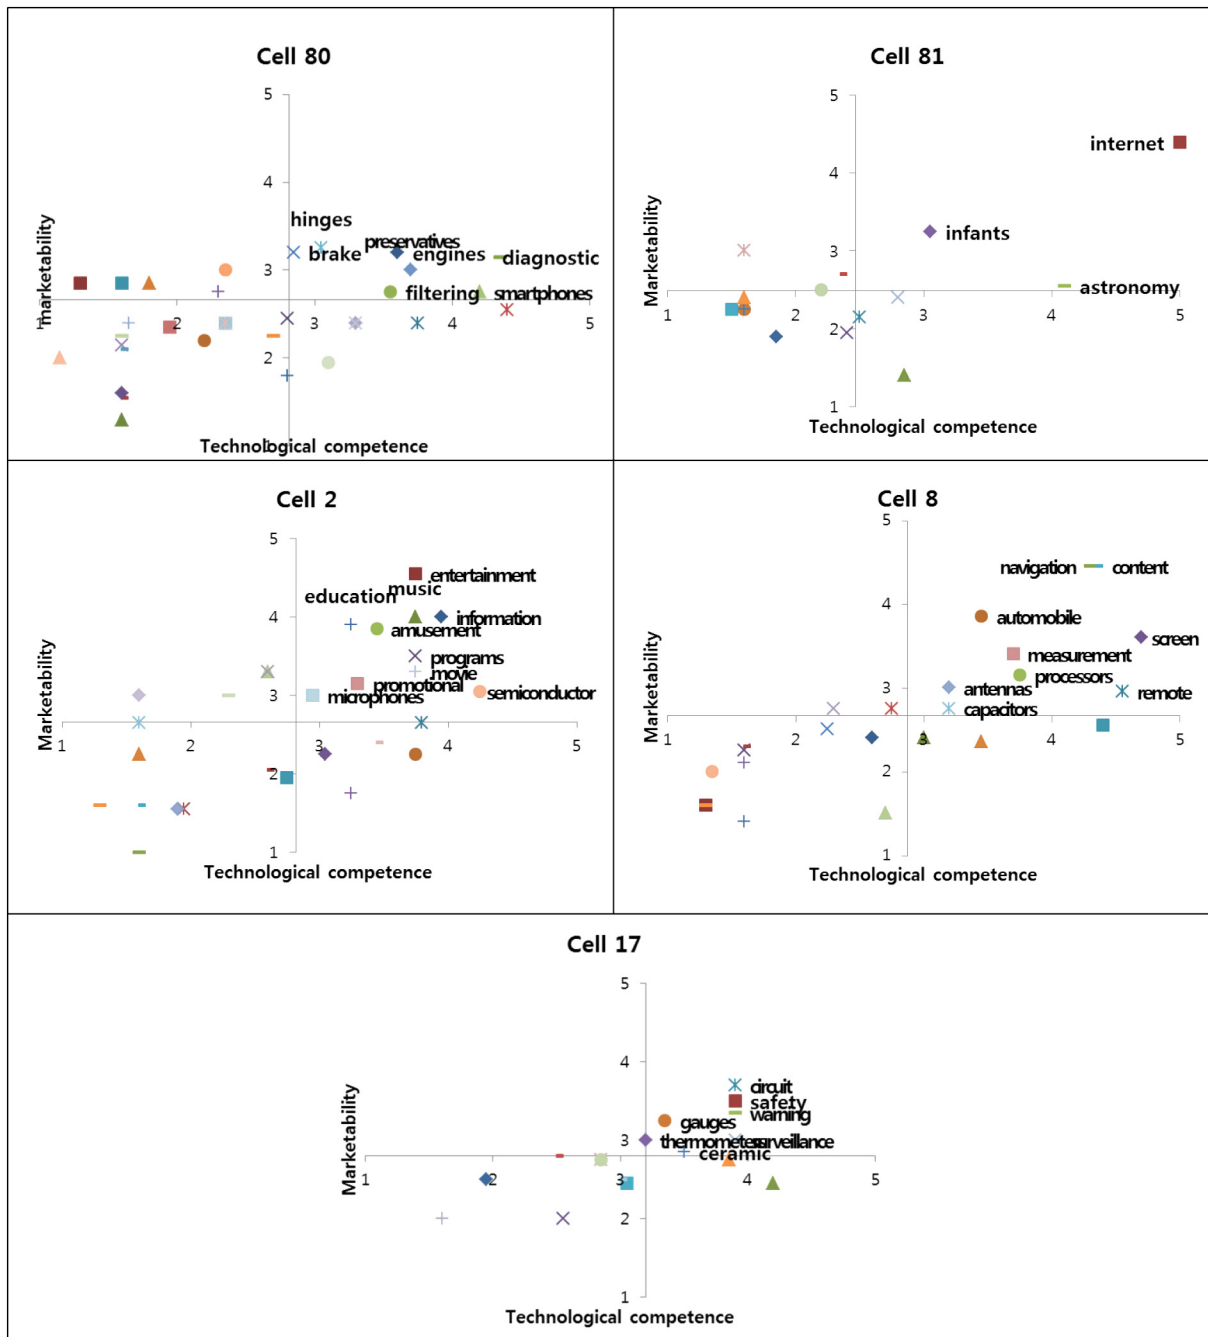 Cell 80
5
4
hinges
preservatives
brake
engines
diagnostic
3
filtering
smartphones
marketability
1
2
3
4
5
2
1
Technological competence
Cell 81
5
internet
4
infants
3
astronomy
Marketability
1
2
3
4
5
2
1
Technological competence
Cell 2
5
entertainment
music
education
4
information
amusement
programs
movie
promotional
3
microphones
semiconductor
Marketability
1
2
3
4
5
2
1
Technological competence
Cell 8
5
navigation
content
4
automobile
screen
measurement
processors
3
antennas
remote
capacitors
Marketability
1
2
3
4
5
2
1
Technological competence
Cell 17
5
4
circuit
safety
warning
gauges
3
thermometers
surveillance
ceramic
Marketability
1
2
3
4
5
2
1
Technological competence